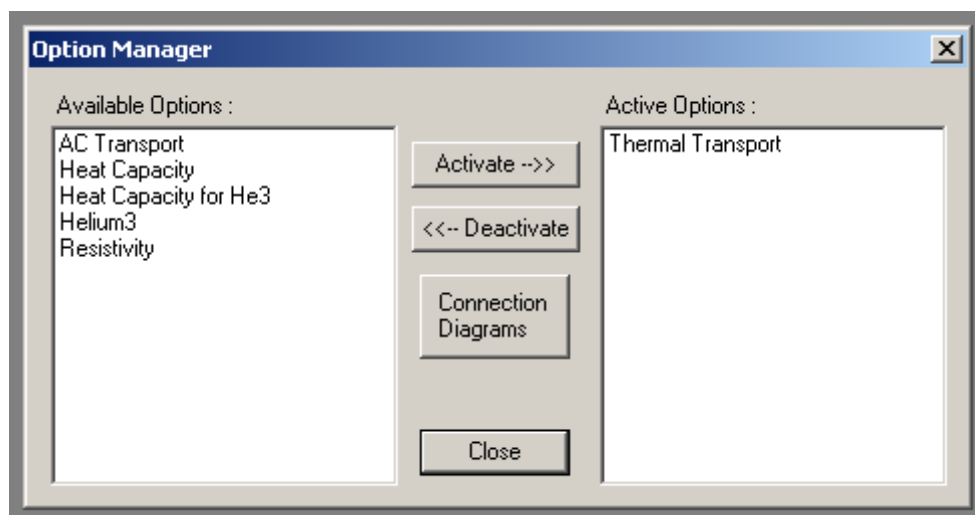 Option Manager
Available Options :
AC Transport
Heat Capacity
Heat Capacity for He3
Helium3
Resistivity
Activate -->>
<<-- Deactivate
Connection
Diagrams
Close
Active Options :
Thermal Transport